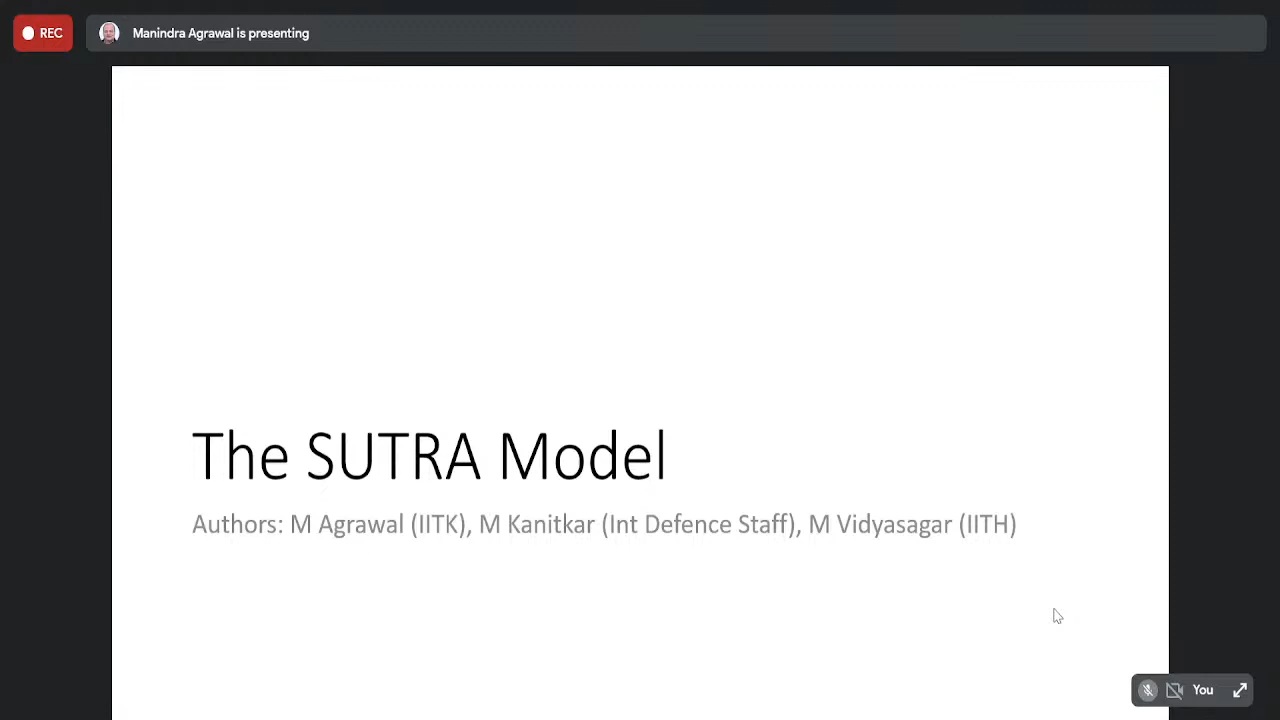 REC
Manindra Agrawal is presenting
The SUTRA Model
Authors: M Agrawal (IITK), M Kanitkar (Int Defence Staff), M Vidyasagar (IITH)
You